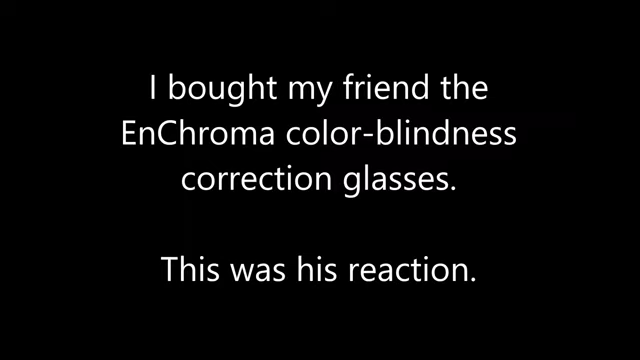 I bought my friend the
EnChroma color-blindness
correction glasses.
This was his reaction.